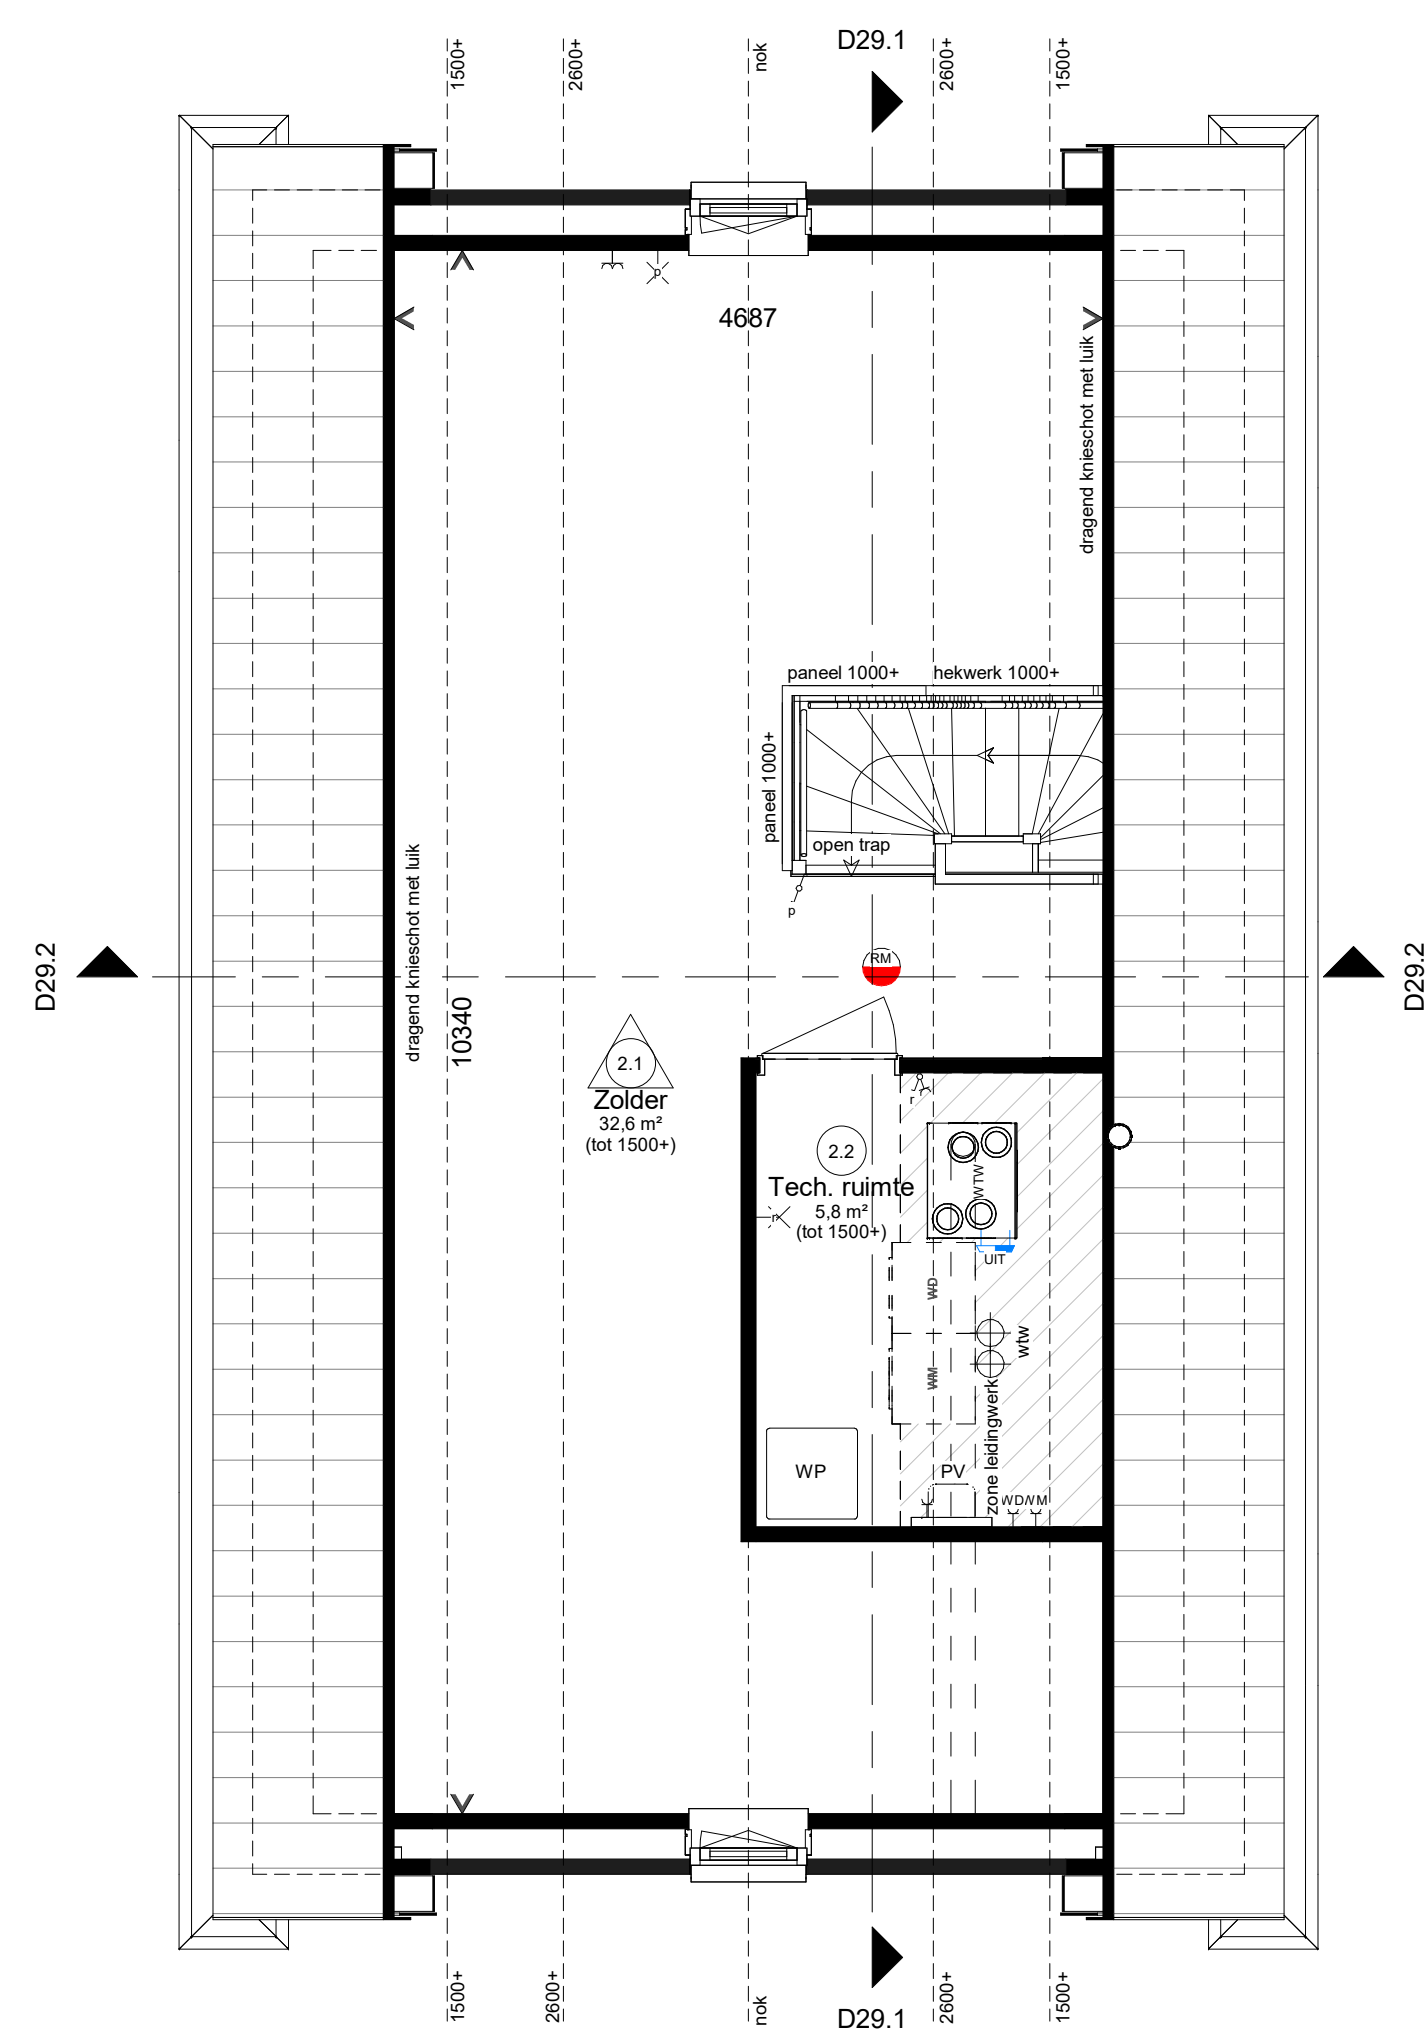 D29.1
1500+
2600+
nok
2600+
1500+
p
4687
dragend knieschot met luik
paneel 1000+
hekwerk 1000+
paneel 1000+
open trap
p
dragend knieschot met luik
D29.2
RM
D29.2
10340
2.1
Zolder
32,6 m²
(tot 1500+)
r
2.2
WTW
Tech. ruimte
5,8 m²
(tot 1500+)
r
UIT
WD
wtw
WM
zone leidingwerk
WP
PV
WD
WM
1500+
2600+
nok
2600+
1500+
D29.1